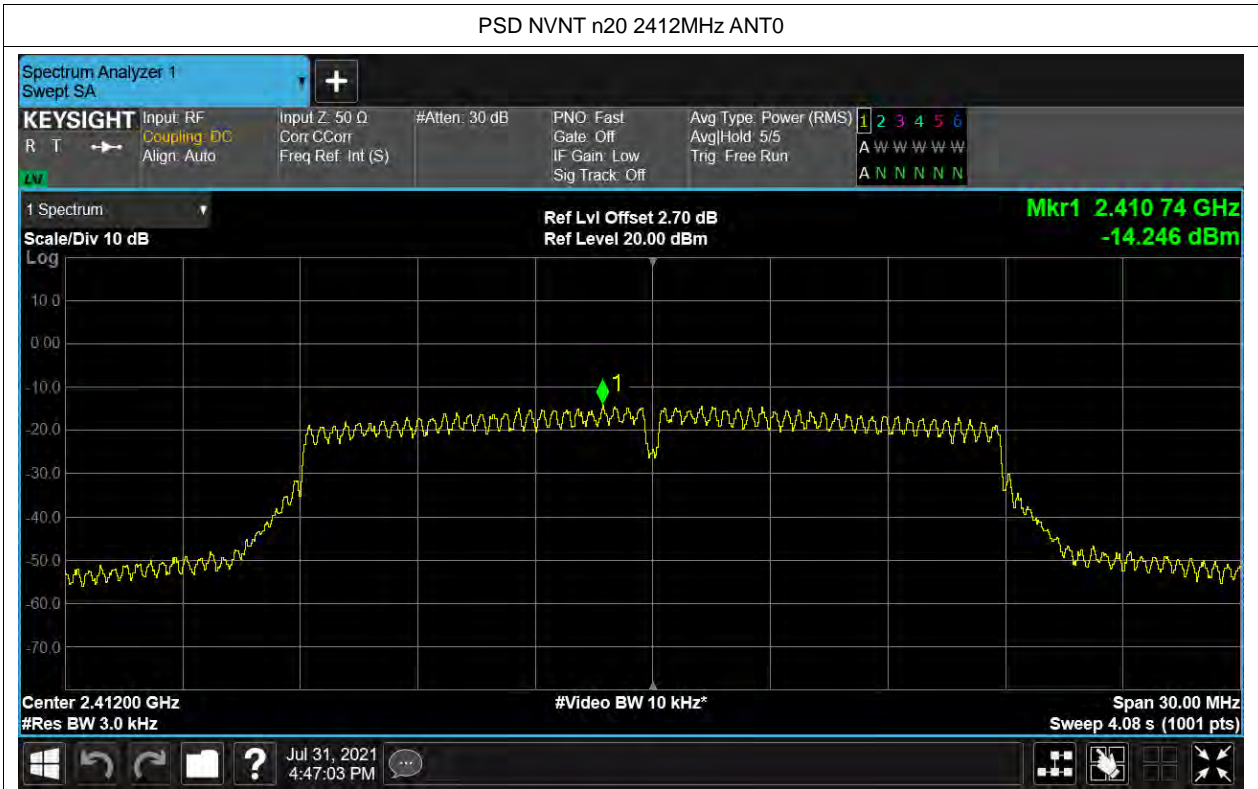 PSD NVNT n20 2412MHz ANT0
Spectrum Analyzer 1
Swept SA
+
KEYSIGHT Input: RF Input Z: 50 Ω #Atten: 30 dB PNO: Fast Avg Type: Power (RMS) 1 2 3 4 5 6
R T Coupling: DC Corr CCorr Gate: Off Avg|Hold: 5/5 A W W W W W
Align: Auto Freq Ref: Int (S) IF Gain: Low Trig: Free Run
Sig Track: Off A N N N N N
1 Spectrum Ref Lvl Offset 2.70 dB Mkr1 2.410 74 GHz
Scale/Div 10 dB Ref Level 20.00 dBm -14.246 dBm
Log
10.0
0.00
-10.0
1
-20.0
-30.0
-40.0
-50.0
-60.0
-70.0
Center 2.41200 GHz #Video BW 10 kHz* Span 30.00 MHz
#Res BW 3.0 kHz Sweep 4.08 s (1001 pts)
? Jul 31, 2021
4:47:03 PM